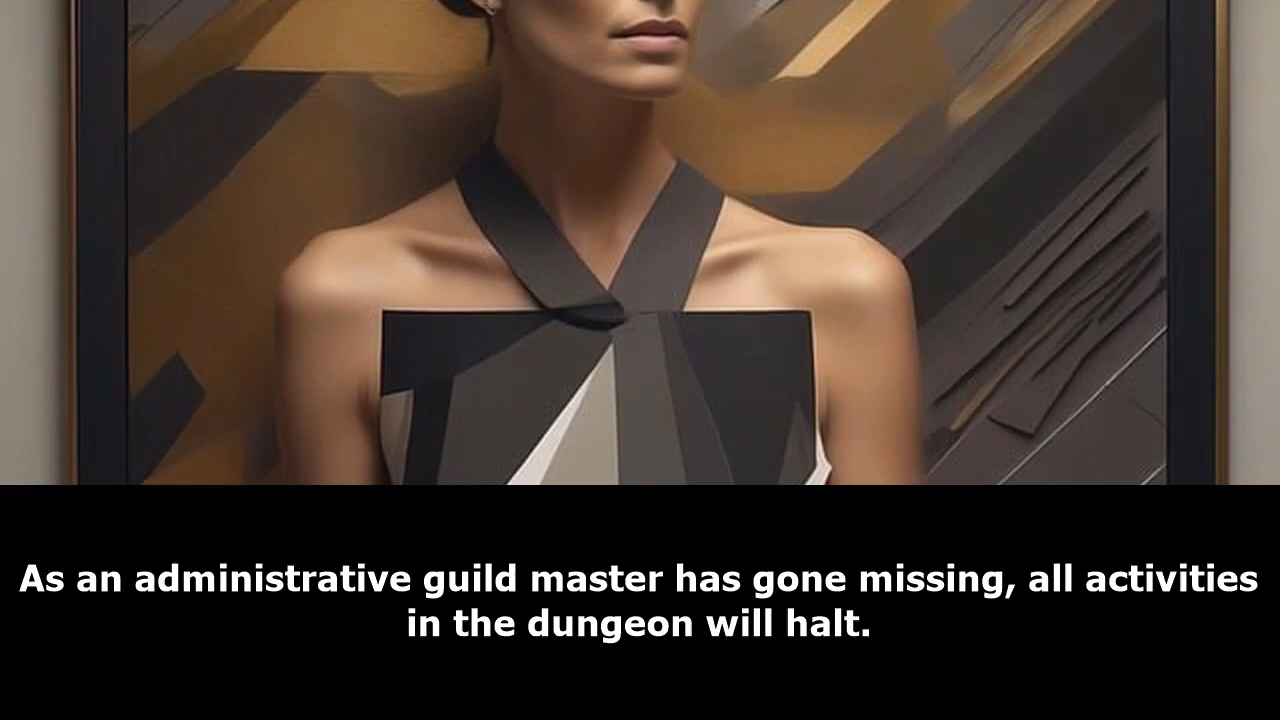 As an administrative guild master has gone missing, all activities
in the dungeon will halt.